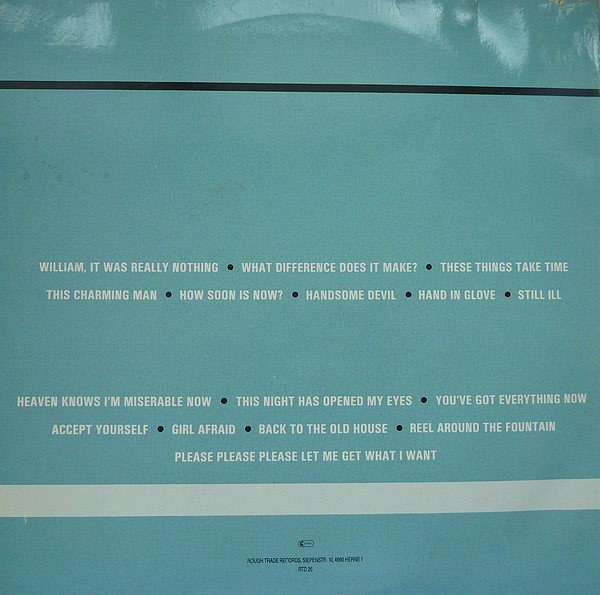 WILLIAM, IT WAS REALLY NOTHING ● WHAT DIFFERENCE DOES IT MAKE? ● THESE THINGS TAKE TIME
THIS CHARMING MAN ● HOW SOON IS NOW? ● HANDSOME DEVIL ● HAND IN GLOVE ● STILL ILL
HEAVEN KNOWS I'M MISERABLE NOW ● THIS NIGHT HAS OPENED MY EYES ● YOU'VE GOT EVERYTHING NOW
ACCEPT YOURSELF ● GIRL AFRAID ● BACK TO THE OLD HOUSE ● REEL AROUND THE FOUNTAIN
PLEASE PLEASE PLEASE LET ME GET WHAT I WANT
ROUGH TRADE RECORDS, SIEPENSTR. 10, 4690 HERNE 1
RTD 26